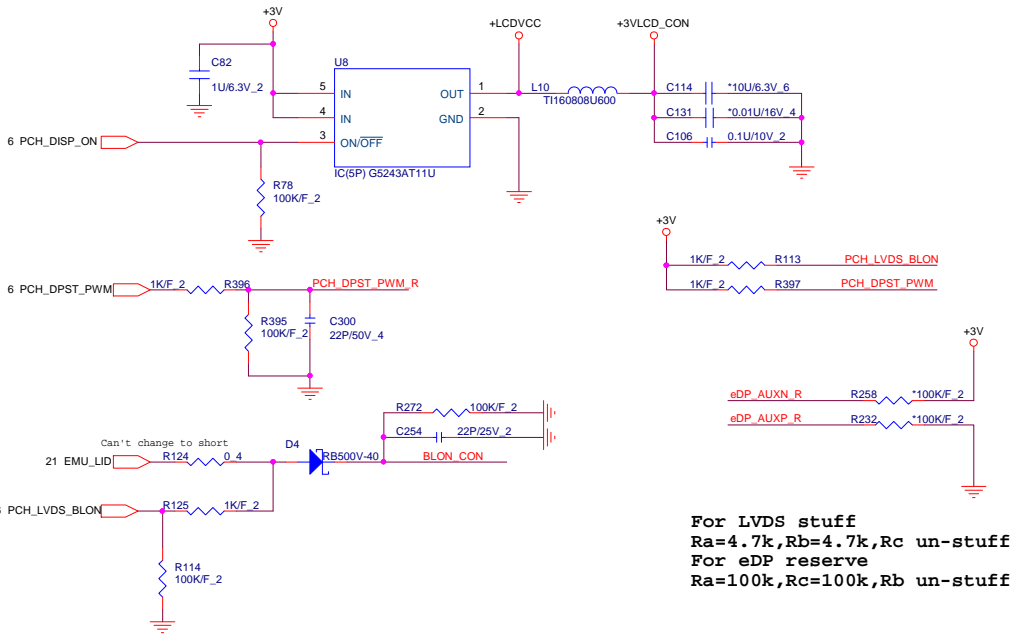 +3V
+LCDVCC
+3VLCD_CON
C82
1U/6.3V_2
U8
5 IN
4 IN
3 ON/OFF
OUT 1
GND 2
IC(5P) G5243AT11U
L10
TI160808U600
C114 *10U/6.3V_6
C131 *0.01U/16V_4
C106 0.1U/10V_2
6 PCH_DISP_ON
R78
100K/F_2
+3V
1K/F_2 R113 PCH_LVDS_BLON
1K/F_2 R397 PCH_DPST_PWM
6 PCH_DPST_PWM 1K/F_2 R396 PCH_DPST_PWM_R
R395
100K/F_2
C300
22P/50V_4
+3V
eDP_AUXN_R R258 *100K/F_2
eDP_AUXP_R R232 *100K/F_2
R272 100K/F_2
C254 22P/25V_2
Can't change to short
21 EMU_LID R124 0_4
D4
RB500V-40 BLON_CON
PCH_LVDS_BLON R125 1K/F_2
R114
100K/F_2
For LVDS stuff
Ra=4.7k,Rb=4.7k,Rc un-stuff
For eDP reserve
Ra=100k,Rc=100k,Rb un-stuff